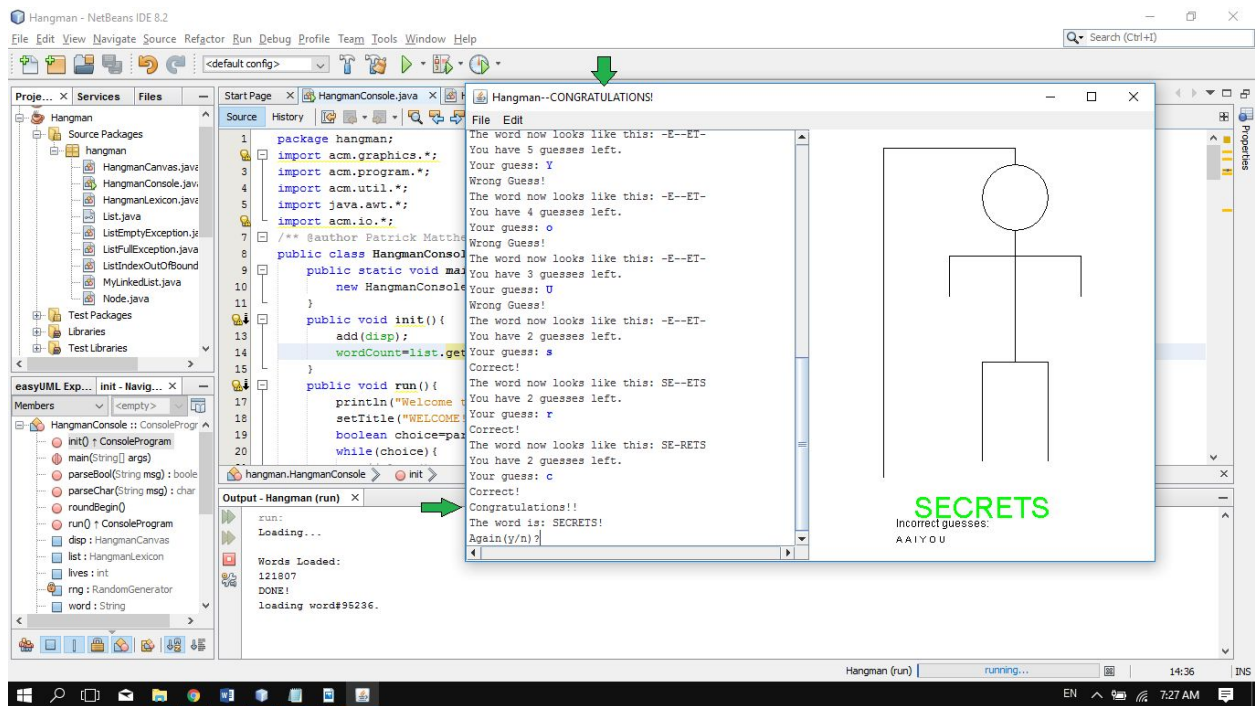 Hangman - NetBeans IDE 8.2
File Edit View Navigate Source Refactor Run Debug Profile Team Tools Window Help
Search (Ctrl+I)
<default config>
Proje... Services Files
Hangman
Source Packages
hangman
HangmanCanvas.java
HangmanConsole.java
HangmanLexicon.java
List.java
ListEmptyException.ja
ListFullException.java
ListIndexOutOfBound
MyLinkedList.java
Node.java
Test Packages
Libraries
Test Libraries
easyUML Exp... init - Navig...
Members <empty>
HangmanConsole :: ConsoleProgr
init() ↑ ConsoleProgram
main(String[] args)
parseBool(String msg) : boole
parseChar(String msg) : char
roundBegin()
run() ↑ ConsoleProgram
disp : HangmanCanvas
list : HangmanLexicon
lives : int
rng : RandomGenerator
word : String
Start Page HangmanConsole.java
Source History
1 package hangman;
import acm.graphics.*;
3 import acm.program.*;
4 import acm.util.*;
5 import java.awt.*;
import acm.io.*;
7 /** @author Patrick Matthe
8 public class HangmanConsol
9 public static void mai
10 new HangmanConsole
11 }
public void init(){
13 add(disp);
14 wordCount=list.get
15 }
public void run(){
17 println("Welcome t
18 setTitle("WELCOME!
19 boolean choice=par
20 while(choice){
hangman.HangmanConsole init
Output - Hangman (run)
run:
Loading...
Words Loaded:
121807
DONE!
loading word#95236.
Hangman--CONGRATULATIONS!
File Edit
The word now looks like this: -E--ET-
You have 5 guesses left.
Your guess: Y
Wrong Guess!
The word now looks like this: -E--ET-
You have 4 guesses left.
Your guess: o
Wrong Guess!
The word now looks like this: -E--ET-
You have 3 guesses left.
Your guess: U
Wrong Guess!
The word now looks like this: -E--ET-
You have 2 guesses left.
Your guess: s
Correct!
The word now looks like this: SE--ETS
You have 2 guesses left.
Your guess: r
Correct!
The word now looks like this: SE-RETS
You have 2 guesses left.
Your guess: c
Correct!
Congratulations!!
The word is: SECRETS!
Again(y/n)?
SECRETS
Incorrect guesses:
A A I Y O U
Properties
Hangman (run) running... 14:36 INS
EN 7:27 AM